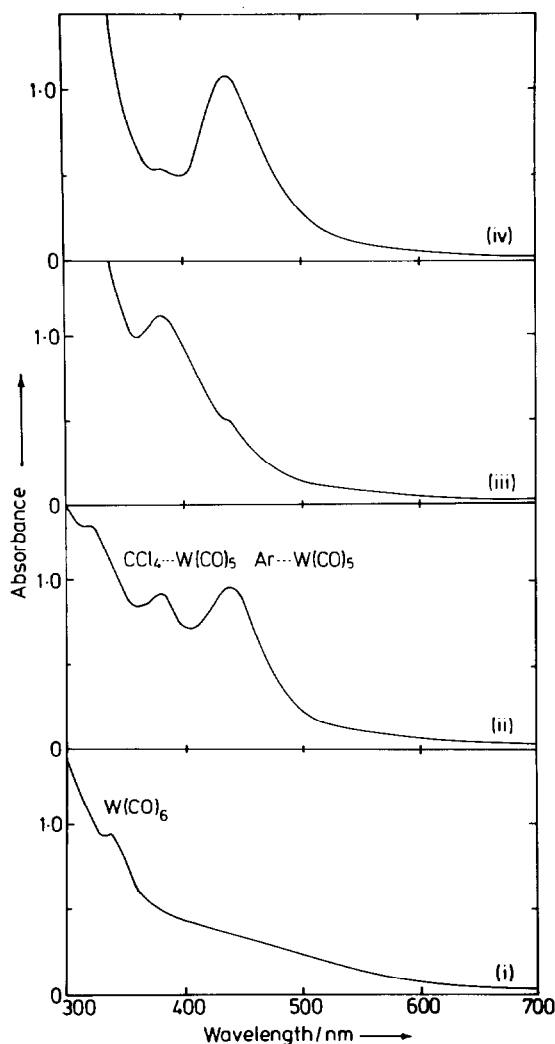 1·0
(iv)
0
1·0
(iii)
0
CCl₄···W(CO)₅ Ar···W(CO)₅
1·0
(ii)
0
W(CO)₆
1·0
(i)
0
300 400 500 600 700
Wavelength/nm →
Absorbance →